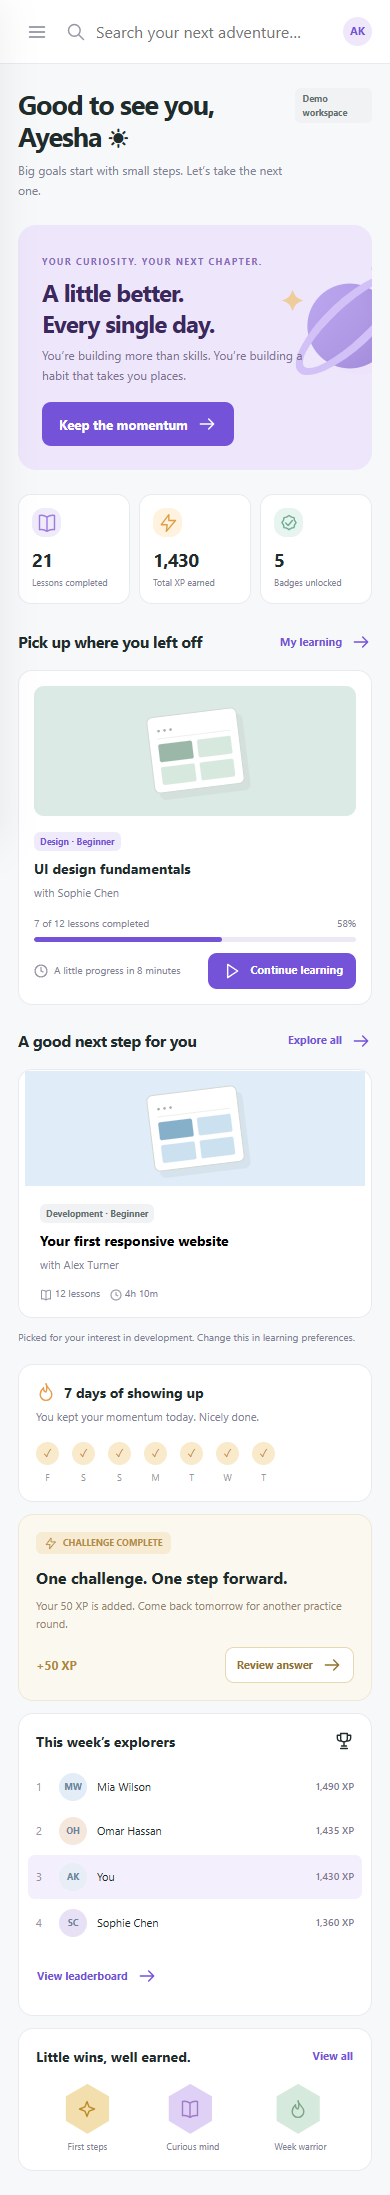 Search your next adventure...
AK
Good to see you,
Ayesha
Demo
workspace
Big goals start with small steps. Let's take the next
one.
YOUR CURIOSITY. YOUR NEXT CHAPTER.
A little better.
Every single day.
You're building more than skills. You're building a
habit that takes you places.
Keep the momentum
21
Lessons completed
1,430
Total XP earned
5
Badges unlocked
Pick up where you left off
My learning
Design · Beginner
UI design fundamentals
with Sophie Chen
7 of 12 lessons completed
58%
A little progress in 8 minutes
Continue learning
A good next step for you
Explore all
Development · Beginner
Your first responsive website
with Alex Turner
12 lessons
4h 10m
Picked for your interest in development. Change this in learning preferences.
7 days of showing up
You kept your momentum today. Nicely done.
F S S M T W T
CHALLENGE COMPLETE
One challenge. One step forward.
Your 50 XP is added. Come back tomorrow for another practice
round.
+50 XP
Review answer
This week's explorers
1 MW Mia Wilson 1,490 XP
2 OH Omar Hassan 1,435 XP
3 AK You 1,430 XP
4 SC Sophie Chen 1,360 XP
View leaderboard
Little wins, well earned.
View all
First steps
Curious mind
Week warrior